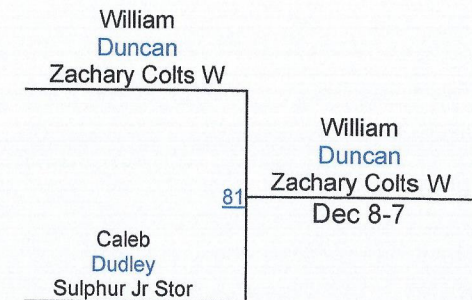 William
Duncan
Zachary Colts W
William
Duncan
Zachary Colts W
81
Dec 8-7
Caleb
Dudley
Sulphur Jr Stor